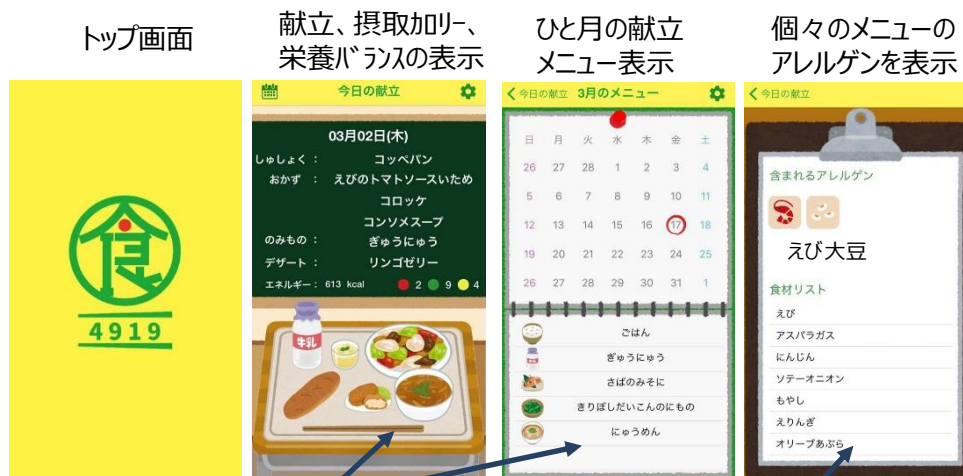 トップ画面
献立、摂取カロリー、
栄養バランスの表示
ひと月の献立
メニュー表示
個々のメニューの
アレルゲンを表示
食
4919
今日の献立
03月02日(木)
しゅしょく： コッペパン
おかず ： えびのトマトソースいため
コロッケ
コンソメスープ
のみもの： ぎゅうにゅう
デザート： リンゴゼリー
エネルギー： 613 kcal 2 9 4
牛乳
今日の献立 3月のメニュー
日 月 火 水 木 金 土
26 27 28 1 2 3 4
5 6 7 8 9 10 11
12 13 14 15 16 17 18
19 20 21 22 23 24 25
26 27 28 29 30 31 1
ごはん
ぎゅうにゅう
さばのみそに
きりぼしだいこんのにもの
にゅうめん
今日の献立
含まれるアレルゲン
えび大豆
食材リスト
えび
アスパラガス
にんじん
ソテーオニオン
もやし
えりんぎ
オリーブあぶら